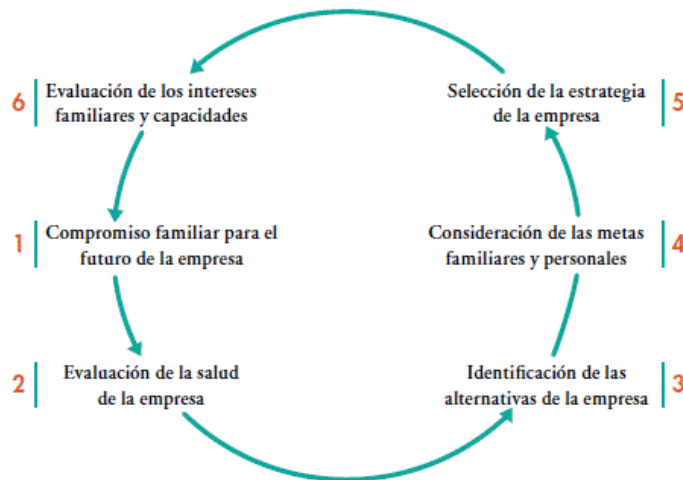 6
Evaluación de los intereses
familiares y capacidades
Selección de la estrategia
de la empresa
5
1
Compromiso familiar para el
futuro de la empresa
Consideración de las metas
familiares y personales
4
2
Evaluación de la salud
de la empresa
Identificación de las
alternativas de la empresa
3